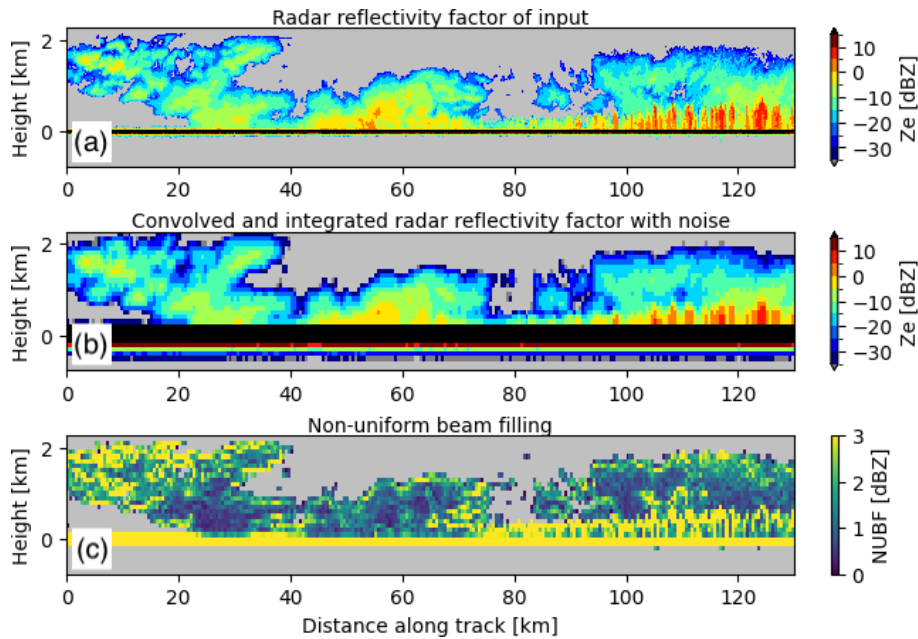 Radar reflectivity factor of input
2
0
Height [km]
(a)
0 20 40 60 80 100 120
10
0
−10
−20
−30
Ze [dBZ]
Convolved and integrated radar reflectivity factor with noise
2
0
Height [km]
(b)
0 20 40 60 80 100 120
10
0
−10
−20
−30
Ze [dBZ]
Non-uniform beam filling
2
0
Height [km]
(c)
0 20 40 60 80 100 120
Distance along track [km]
3
2
1
0
NUBF [dBZ]